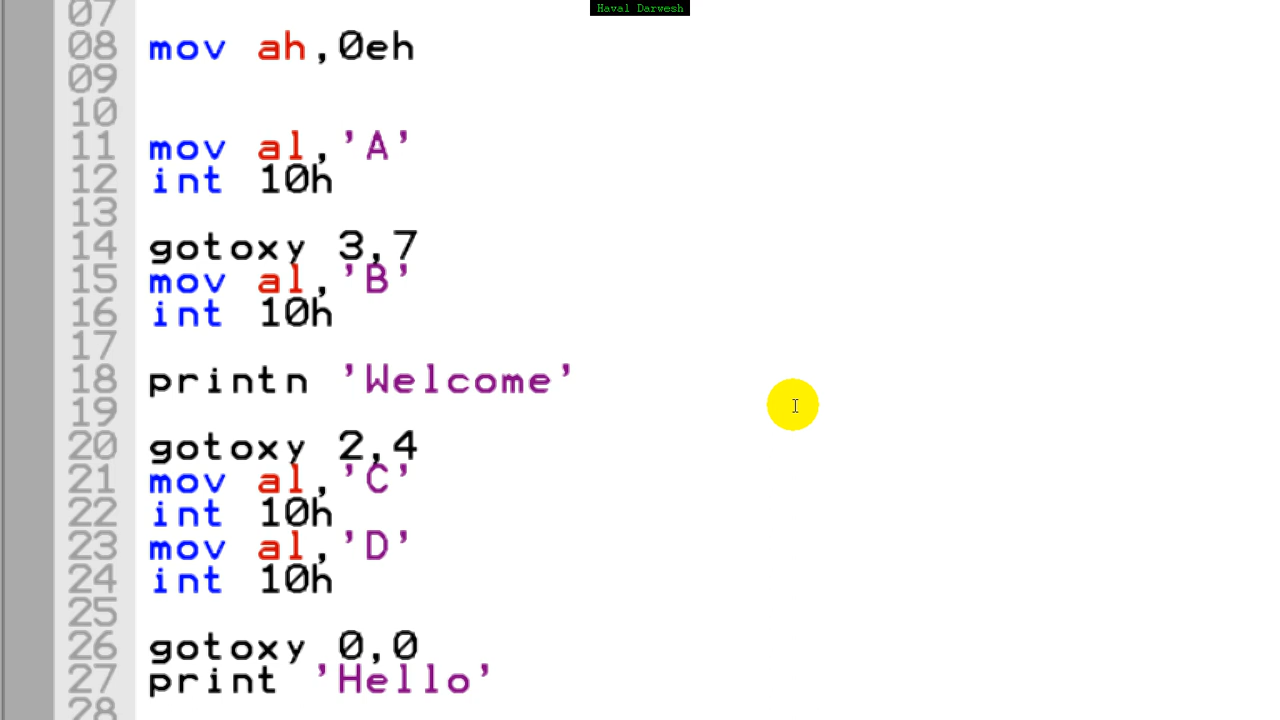 Haval Darwesh
07
08 mov ah,0eh
09
10
11 mov al,'A'
12 int 10h
13
14 gotoxy 3,7
15 mov al,'B'
16 int 10h
17
18 printn 'Welcome'
19
20 gotoxy 2,4
21 mov al,'C'
22 int 10h
23 mov al,'D'
24 int 10h
25
26 gotoxy 0,0
27 print 'Hello'
28